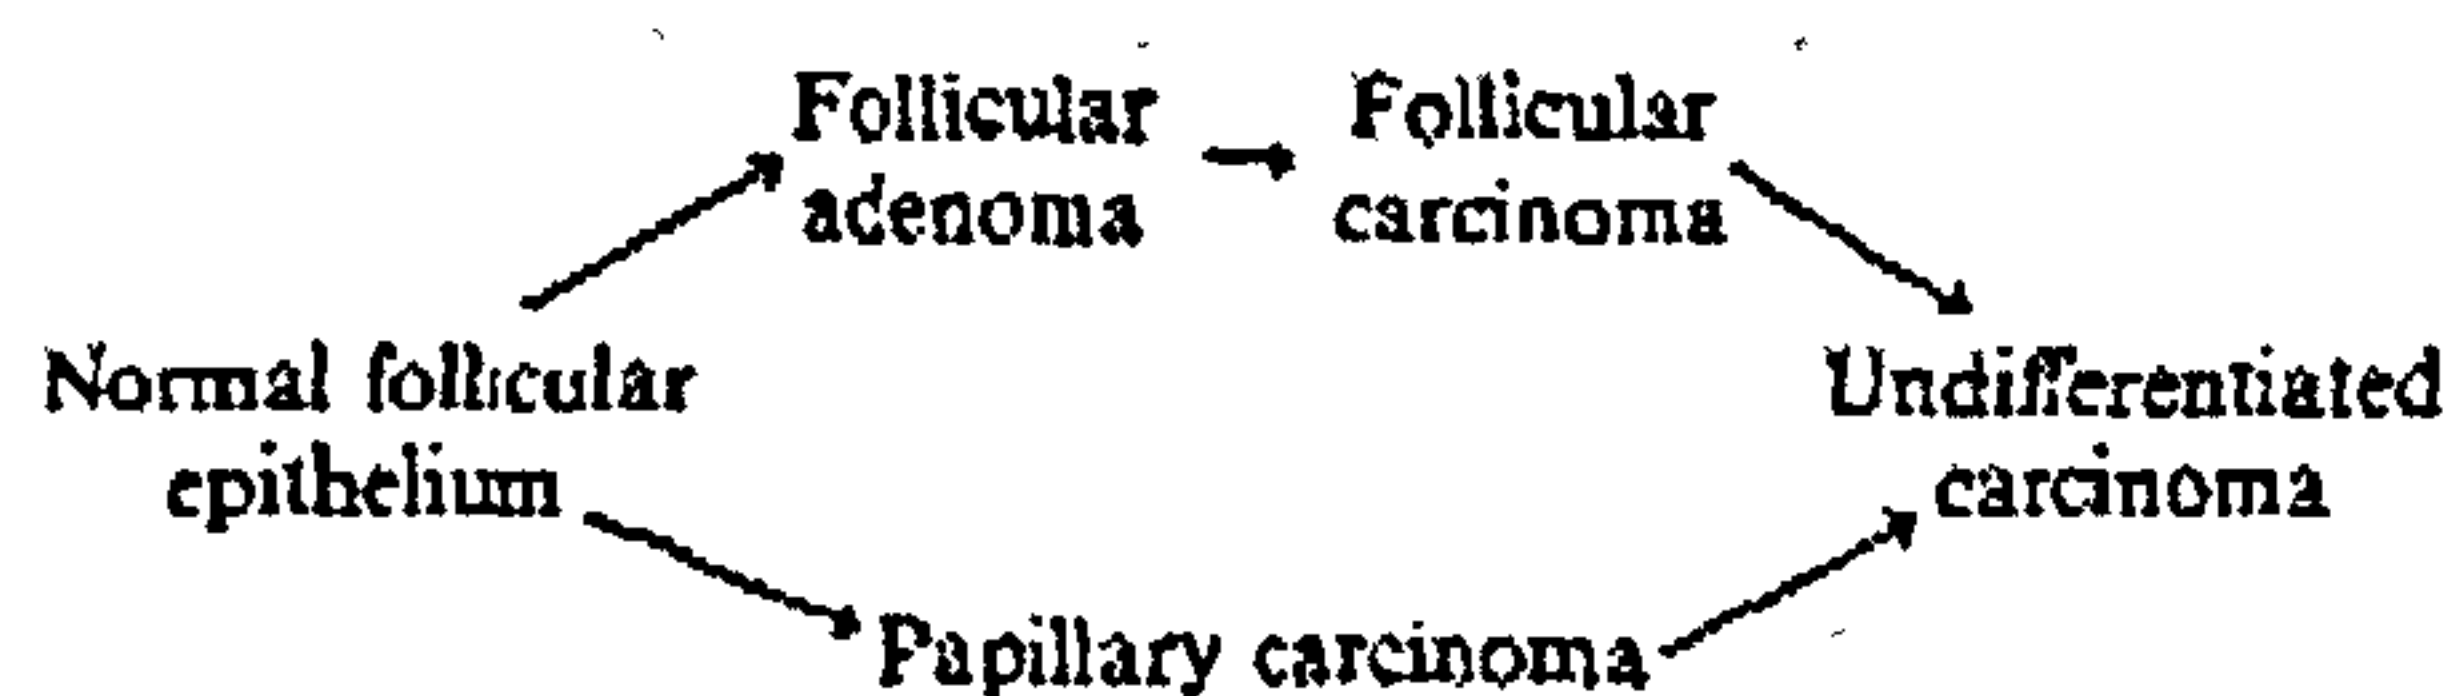 Follicular
adenoma
Follicular
carcinoma
Normal follicular
epithelium
Undifferentiated
carcinoma
Papillary carcinoma